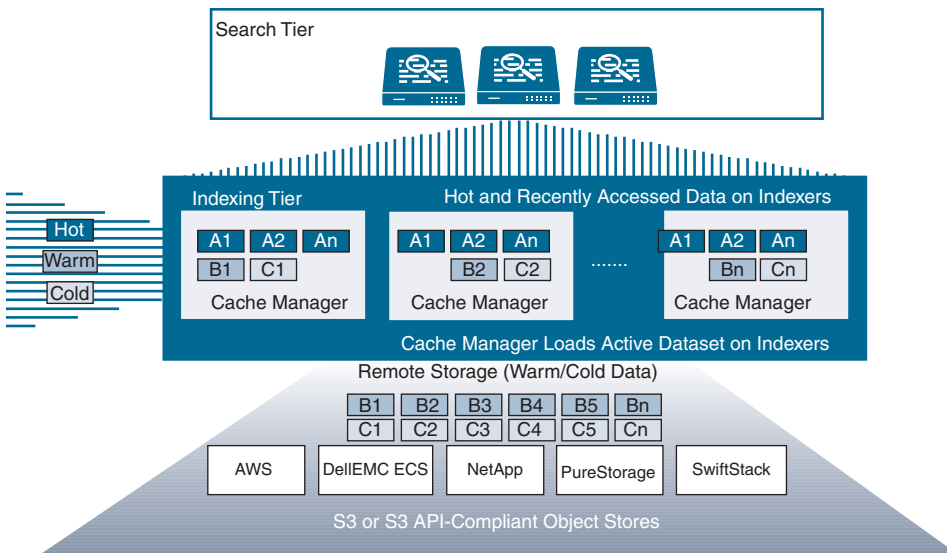 Search Tier
Indexing Tier
Hot and Recently Accessed Data on Indexers
Hot
Warm
Cold
A1 A2 An
B1 C1
Cache Manager
A1 A2 An
B2 C2
Cache Manager
.......
A1 A2 An
Bn Cn
Cache Manager
Cache Manager Loads Active Dataset on Indexers
Remote Storage (Warm/Cold Data)
B1 B2 B3 B4 B5 Bn
C1 C2 C3 C4 C5 Cn
AWS
DellEMC ECS
NetApp
PureStorage
SwiftStack
S3 or S3 API-Compliant Object Stores